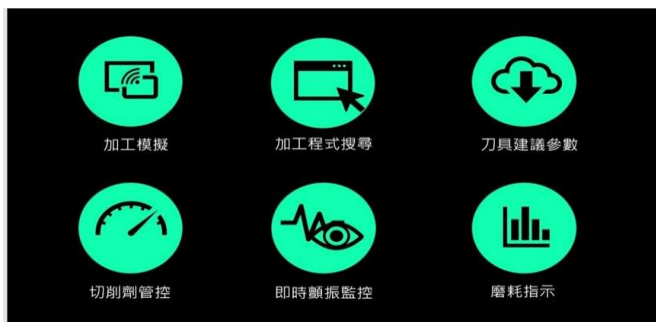 加工模擬
加工程式搜尋
刀具建議參數
切削劑管控
即時顫振監控
磨耗指示